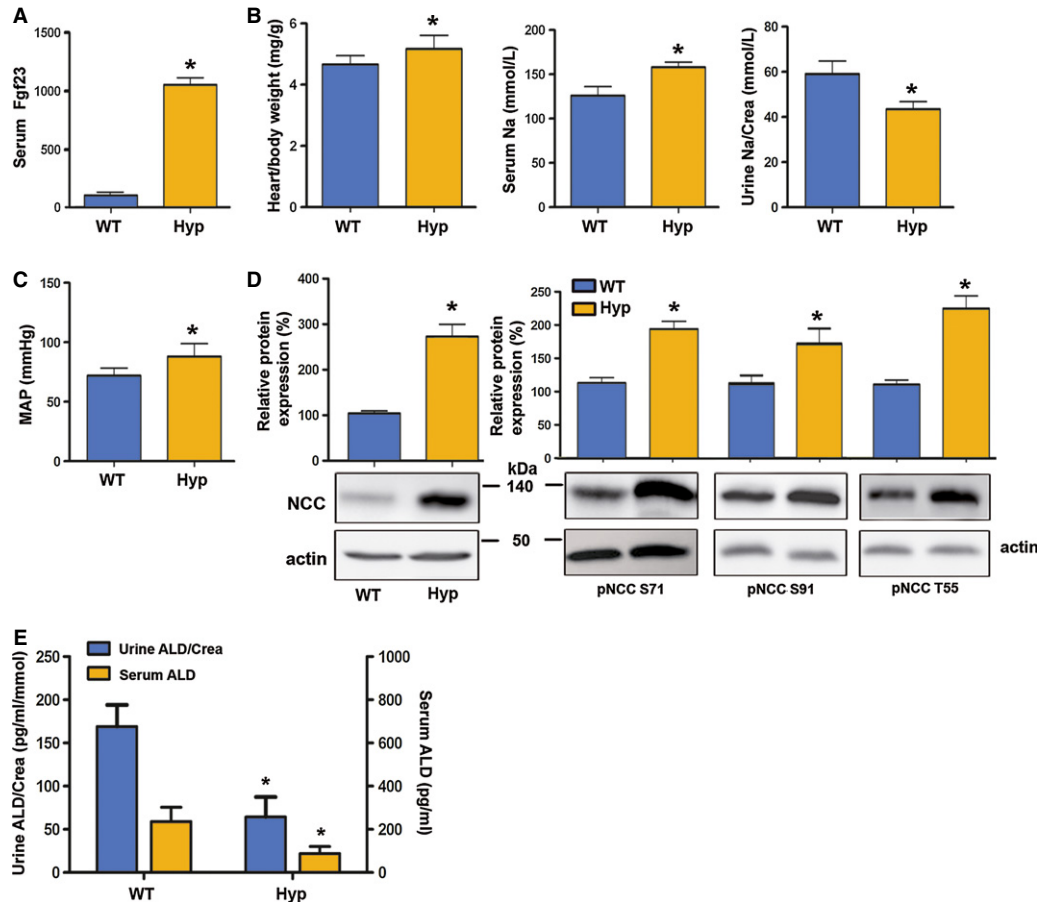 A
Serum Fgf23
1500
1000
500
0
*
WT Hyp
B
Heart/body weight (mg/g)
6
4
2
0
*
WT Hyp
Serum Na (mmol/L)
200
150
100
50
0
*
WT Hyp
Urine Na/Crea (mmol/L)
80
60
40
20
0
*
WT Hyp
C
MAP (mmHg)
150
100
50
0
*
WT Hyp
D
Relative protein
expression (%)
400
300
200
100
0
*
NCC
actin
WT Hyp
kDa
140
50
Relative protein
expression (%)
250
200
150
100
50
0
WT
Hyp
*
*
*
actin
pNCC S71 pNCC S91 pNCC T55
E
Urine ALD/Crea
Serum ALD
Urine ALD/Crea (pg/ml/mmol)
250
200
150
100
50
0
*
*
1000
800
600
400
200
0
Serum ALD
(pg/ml)
WT Hyp